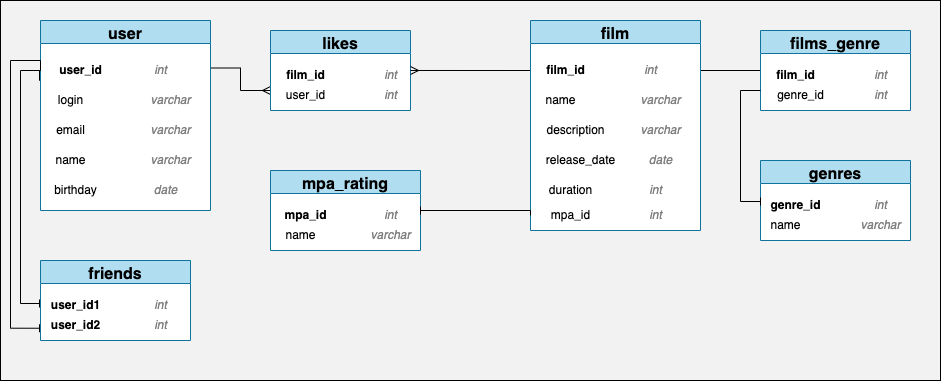 user
user_id int
login varchar
email varchar
name varchar
birthday date
likes
film_id int
user_id int
film
film_id int
name varchar
description varchar
release_date date
duration int
mpa_id int
films_genre
film_id int
genre_id int
mpa_rating
mpa_id int
name varchar
genres
genre_id int
name varchar
friends
user_id1 int
user_id2 int